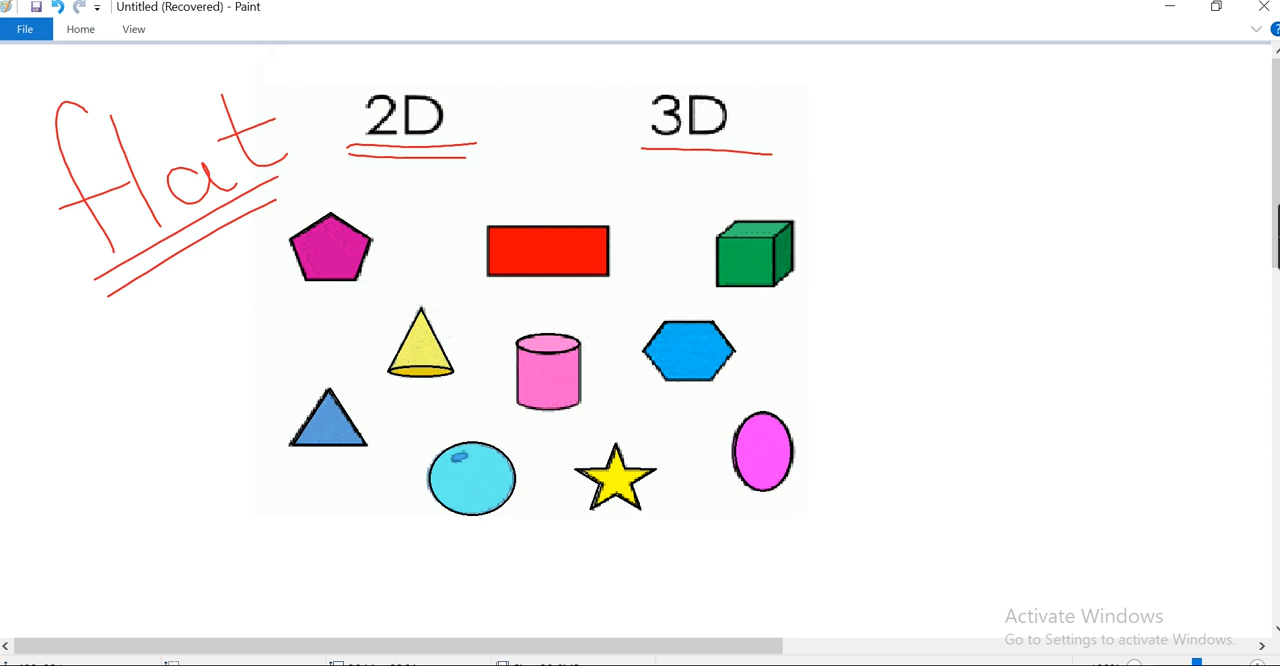 Untitled (Recovered) - Paint
File Home View
flat
2D 3D
Activate Windows
Go to Settings to activate Windows.